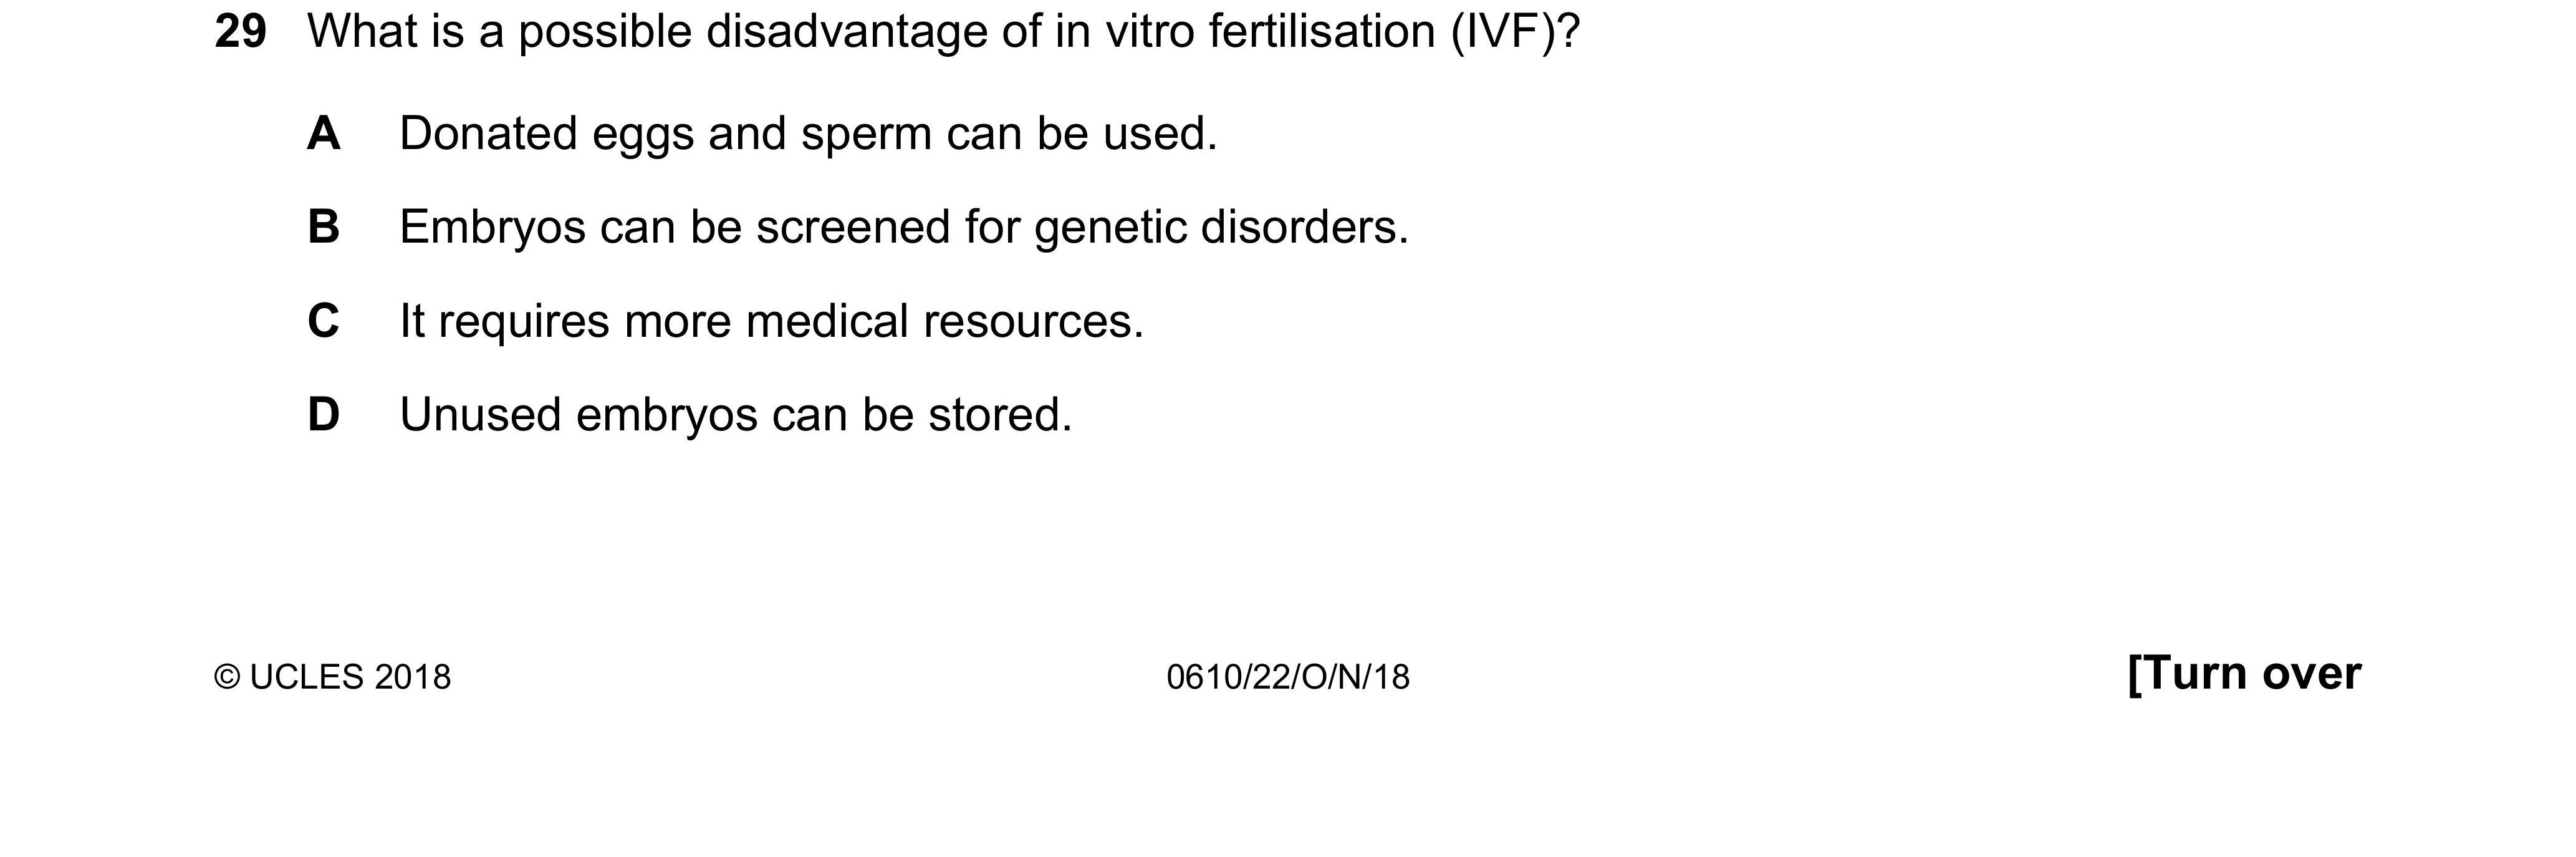 29 What is a possible disadvantage of in vitro fertilisation (IVF)?
A Donated eggs and sperm can be used.
B Embryos can be screened for genetic disorders.
C It requires more medical resources.
D Unused embryos can be stored.
© UCLES 2018 0610/22/O/N/18 [Turn over